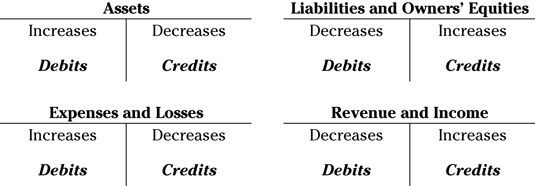 Assets
Increases Decreases
Debits Credits
Liabilities and Owners' Equities
Decreases Increases
Debits Credits
Expenses and Losses
Increases Decreases
Debits Credits
Revenue and Income
Decreases Increases
Debits Credits